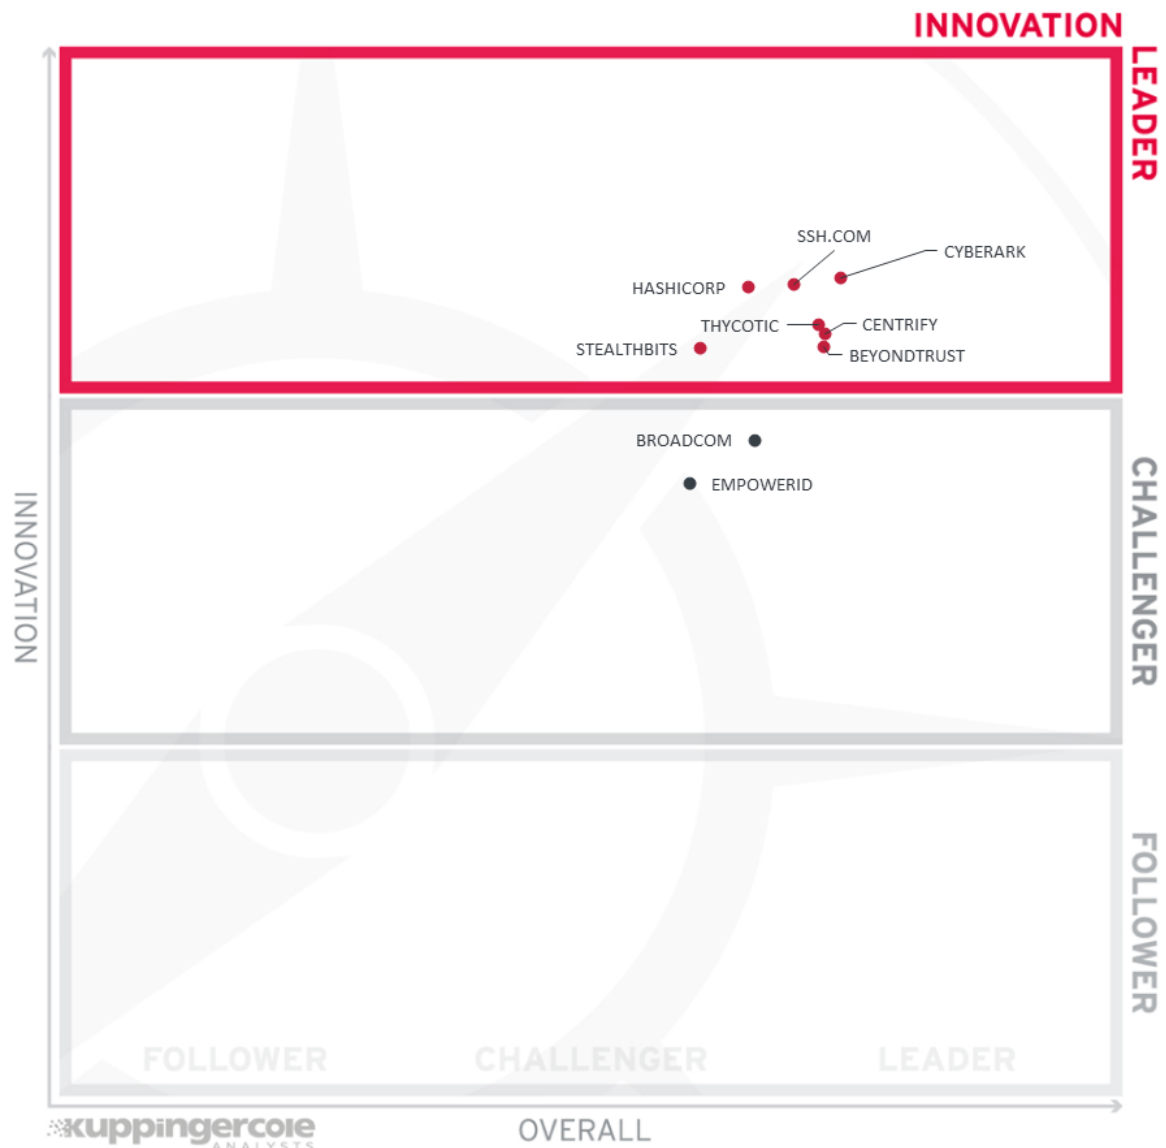 INNOVATION
LEADER
SSH.COM
CYBERARK
HASHICORP
THYCOTIC
CENTRIFY
STEALTHBITS
BEYONDTRUST
BROADCOM
EMPOWERID
INNOVATION
CHALLENGER
FOLLOWER
FOLLOWER CHALLENGER LEADER
kuppingercole
ANALYSTS
OVERALL